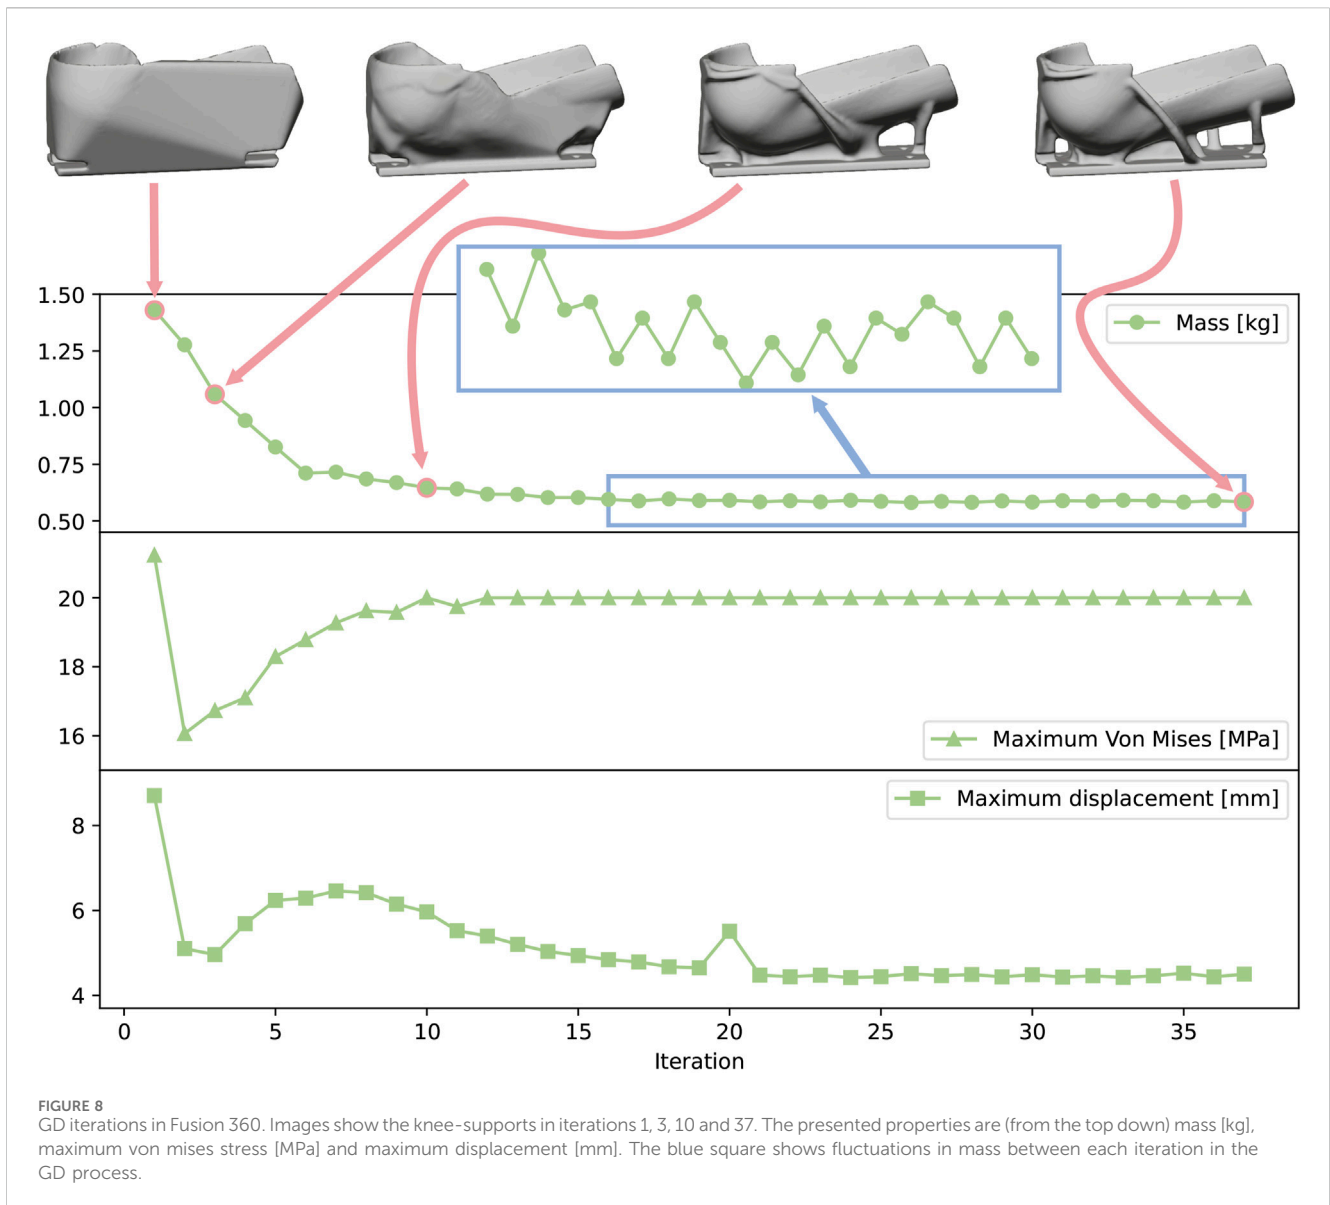 1.50
1.25
1.00
0.75
0.50
Mass [kg]
20
18
16
Maximum Von Mises [MPa]
8
6
4
Maximum displacement [mm]
0 5 10 15 20 25 30 35
Iteration
FIGURE 8
GD iterations in Fusion 360. Images show the knee-supports in iterations 1, 3, 10 and 37. The presented properties are (from the top down) mass [kg],
maximum von mises stress [MPa] and maximum displacement [mm]. The blue square shows fluctuations in mass between each iteration in the
GD process.